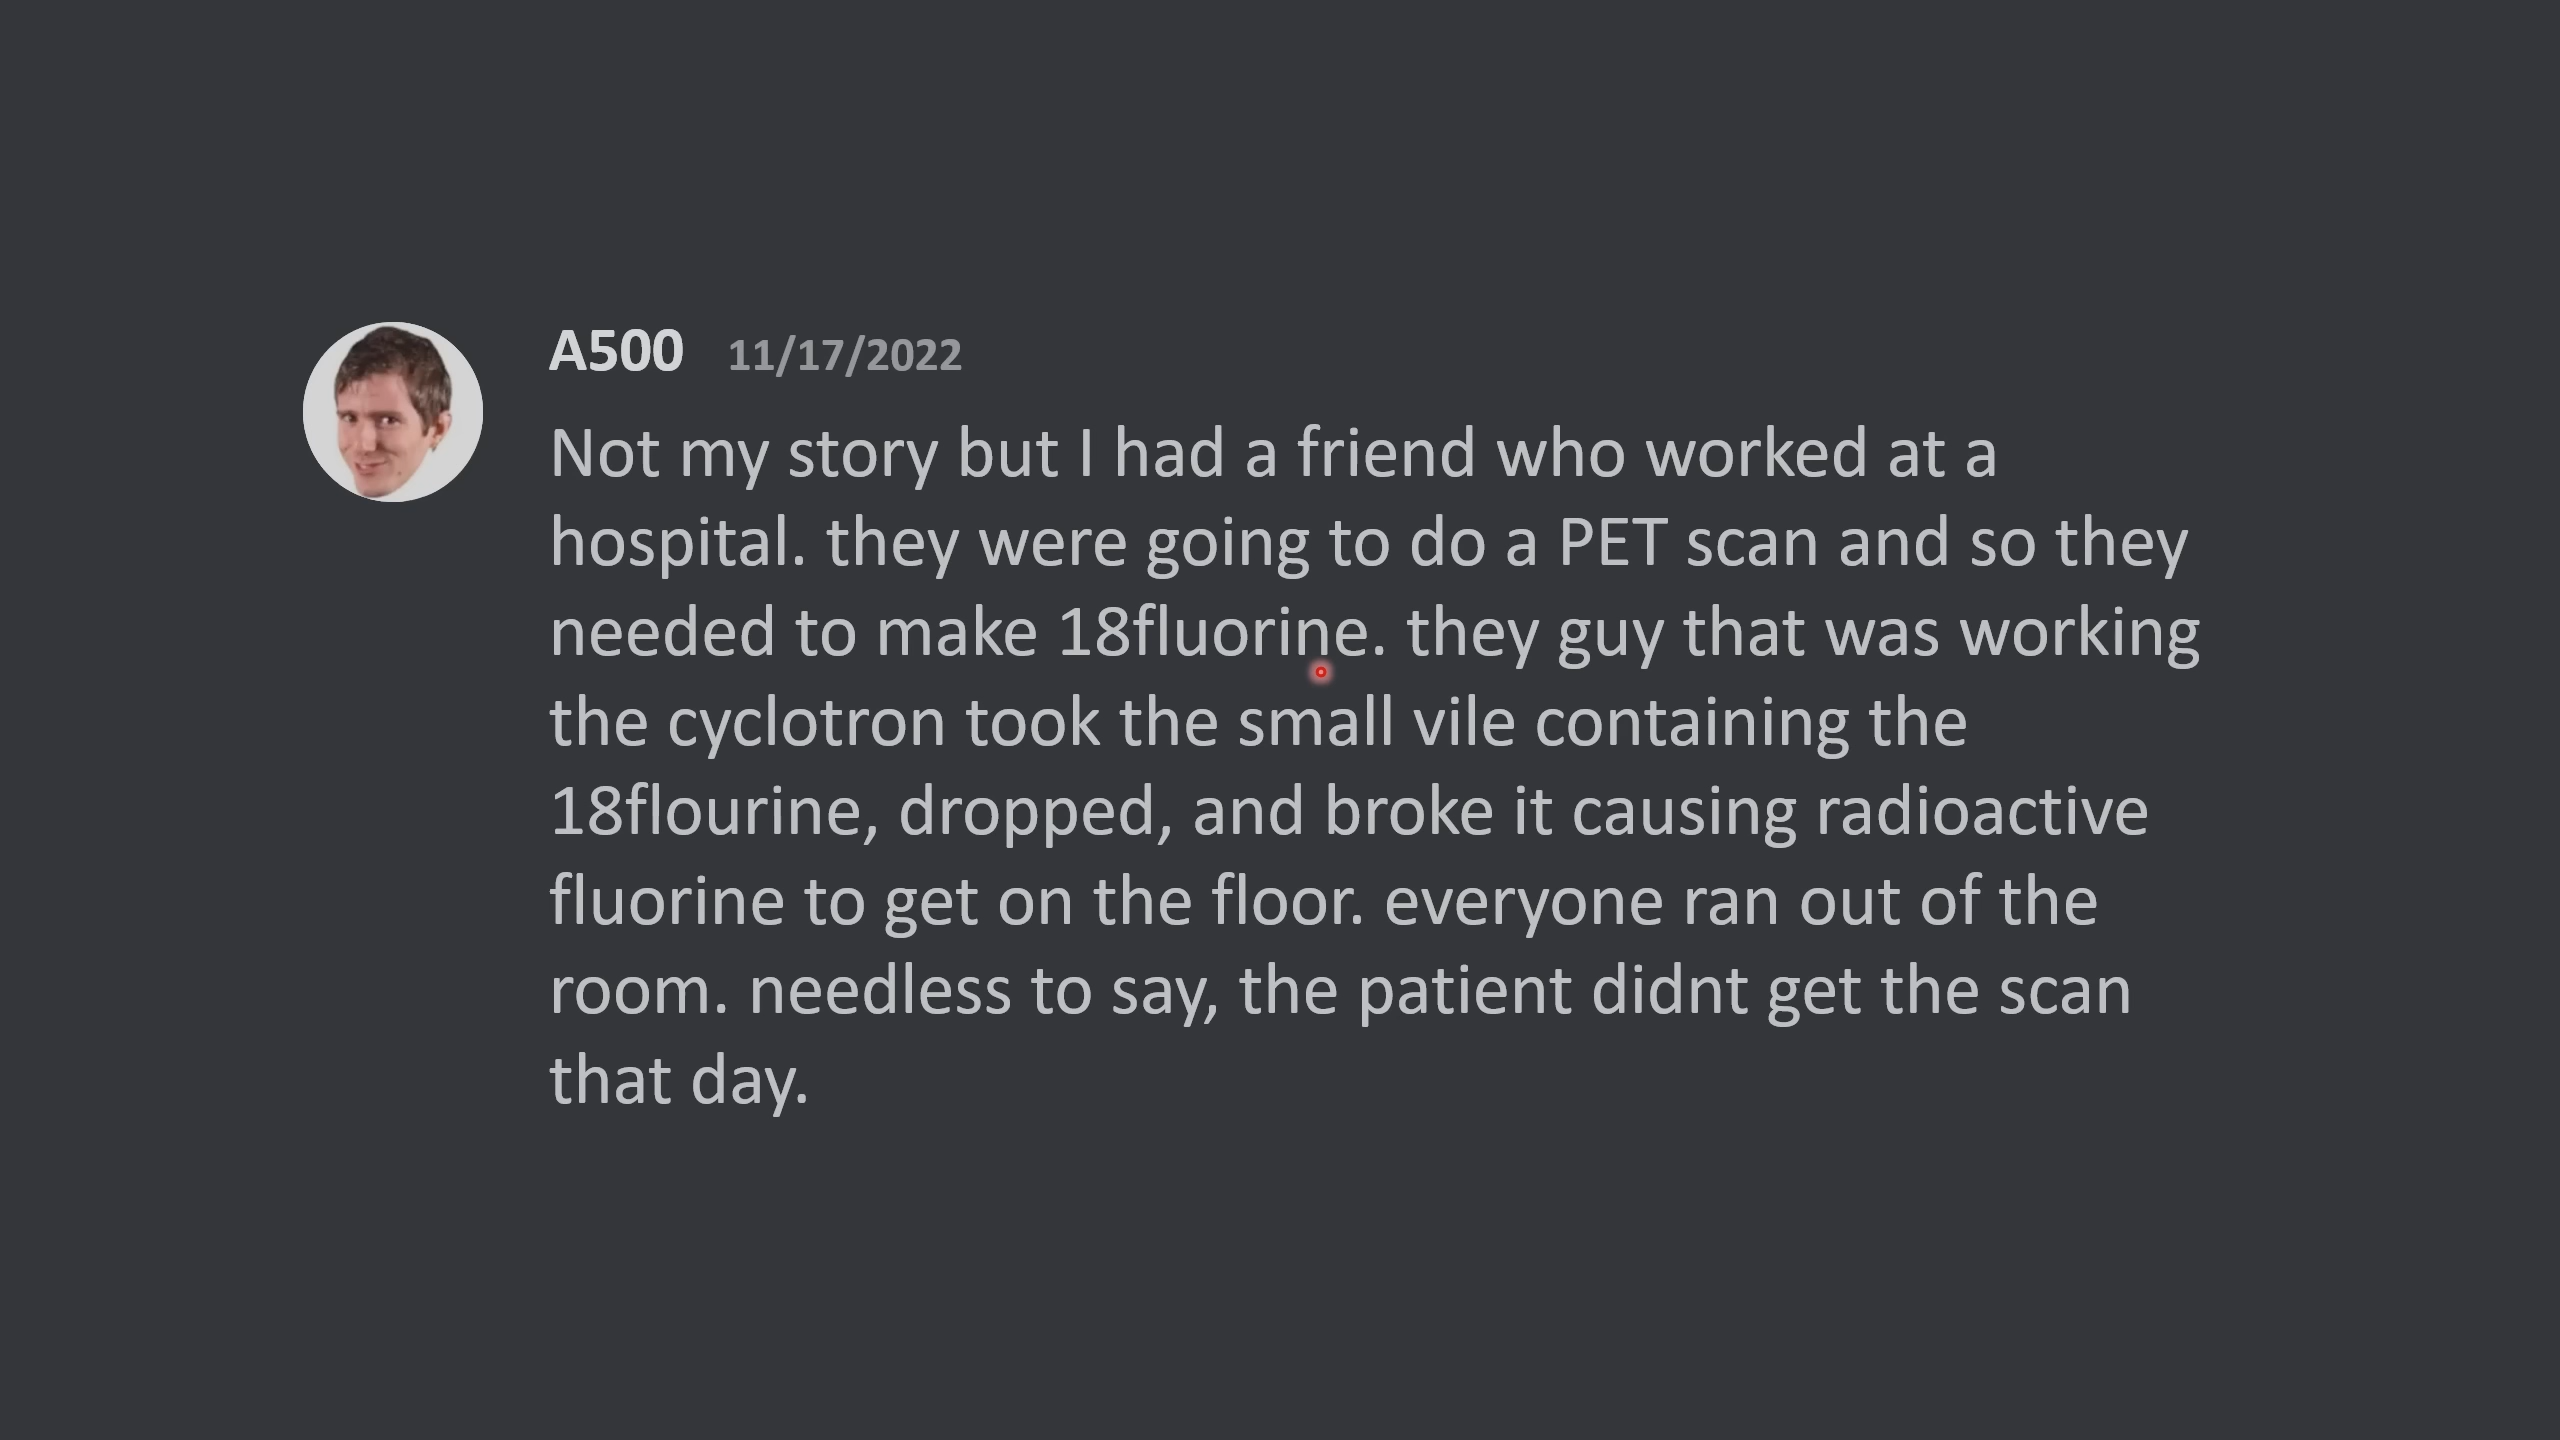 A500 11/17/2022
Not my story but I had a friend who worked at a
hospital. they were going to do a PET scan and so they
needed to make 18fluorine. they guy that was working
the cyclotron took the small vile containing the
18flourine, dropped, and broke it causing radioactive
fluorine to get on the floor. everyone ran out of the
room. needless to say, the patient didnt get the scan
that day.